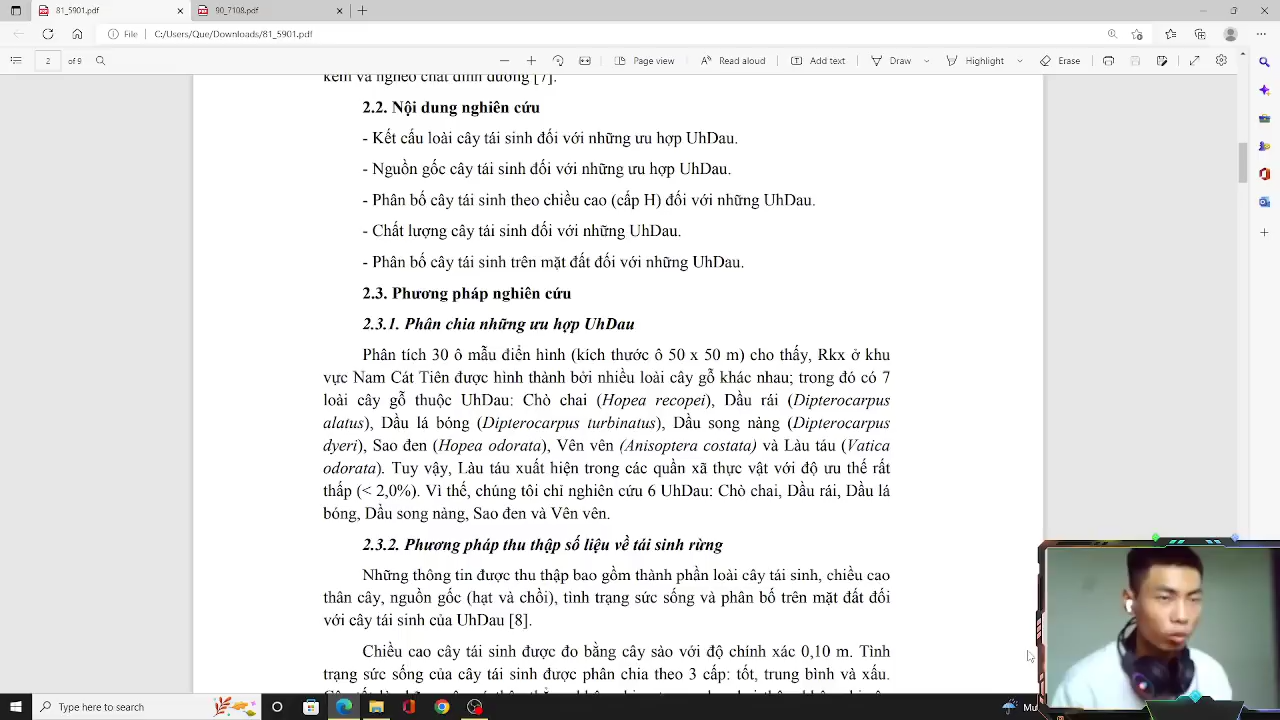 81_5901.pdf
90_7108.pdf
File
C:/Users/Que/Downloads/81_5901.pdf
2 of 9
Page view
Read aloud
Add text
Draw
Highlight
Erase
kém và nghèo chất dinh dưỡng [7].
2.2. Nội dung nghiên cứu
- Kết cấu loài cây tái sinh đối với những ưu hợp UhDau.
- Nguồn gốc cây tái sinh đối với những ưu hợp UhDau.
- Phân bố cây tái sinh theo chiều cao (cấp H) đối với những UhDau.
- Chất lượng cây tái sinh đối với những UhDau.
- Phân bố cây tái sinh trên mặt đất đối với những UhDau.
2.3. Phương pháp nghiên cứu
2.3.1. Phân chia những ưu hợp UhDau
Phân tích 30 ô mẫu điển hình (kích thước ô 50 x 50 m) cho thấy, Rkx ở khu
vực Nam Cát Tiên được hình thành bởi nhiều loài cây gỗ khác nhau; trong đó có 7
loài cây gỗ thuộc UhDau: Chò chai (Hopea recopei), Dầu rái (Dipterocarpus
alatus), Dầu lá bóng (Dipterocarpus turbinatus), Dầu song nàng (Dipterocarpus
dyeri), Sao đen (Hopea odorata), Vên vên (Anisoptera costata) và Làu táu (Vatica
odorata). Tuy vậy, Làu táu xuất hiện trong các quần xã thực vật với độ ưu thế rất
thấp (< 2,0%). Vì thế, chúng tôi chỉ nghiên cứu 6 UhDau: Chò chai, Dầu rái, Dầu lá
bóng, Dầu song nàng, Sao đen và Vên vên.
2.3.2. Phương pháp thu thập số liệu về tái sinh rừng
Những thông tin được thu thập bao gồm thành phần loài cây tái sinh, chiều cao
thân cây, nguồn gốc (hạt và chồi), tình trạng sức sống và phân bố trên mặt đất đối
với cây tái sinh của UhDau [8].
Chiều cao cây tái sinh được đo bằng cây sào với độ chính xác 0,10 m. Tình
trạng sức sống của cây tái sinh được phân chia theo 3 cấp: tốt, trung bình và xấu.
Type here to search